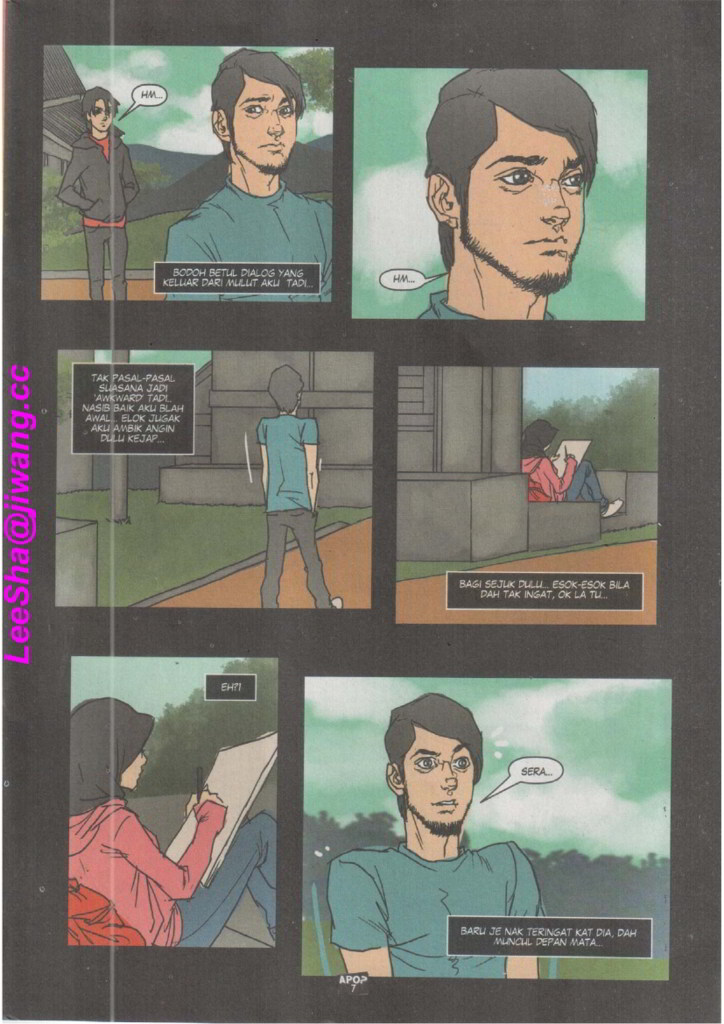 HM...
BODOH BETUL DIALOG YANG
KELUAR DARI MULUT AKU TADI...
HM...
TAK PASAL-PASAL
SUASANA JADI
'AWKWARD' TADI.
NASIB BAIK AKU BLAH
AWAL. ELOK JUGAK
AKU AMBIK ANGIN
DULU KEJAP...
BAGI SEJUK DULU... ESOK-ESOK BILA
DAH TAK INGAT, OK LA TU...
EH?!
SERA...
BARU JE NAK TERINGAT KAT DIA, DAH
MUNCUL DEPAN MATA...
APOP
7
LeeSha@jiwang.cc